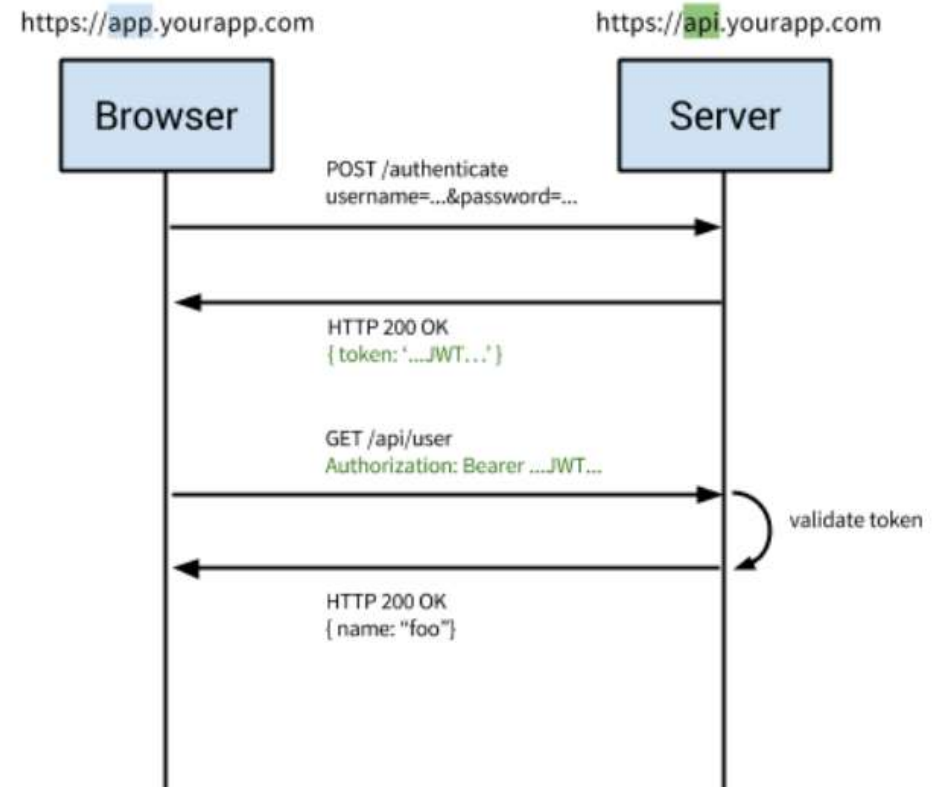 https://app.yourapp.com
https://api.yourapp.com
Browser
Server
POST /authenticate
username=...&password=...
HTTP 200 OK
{ token: ‘...JWT...’ }
GET /api/user
Authorization: Bearer ...JWT...
validate token
HTTP 200 OK
{ name: “foo”}